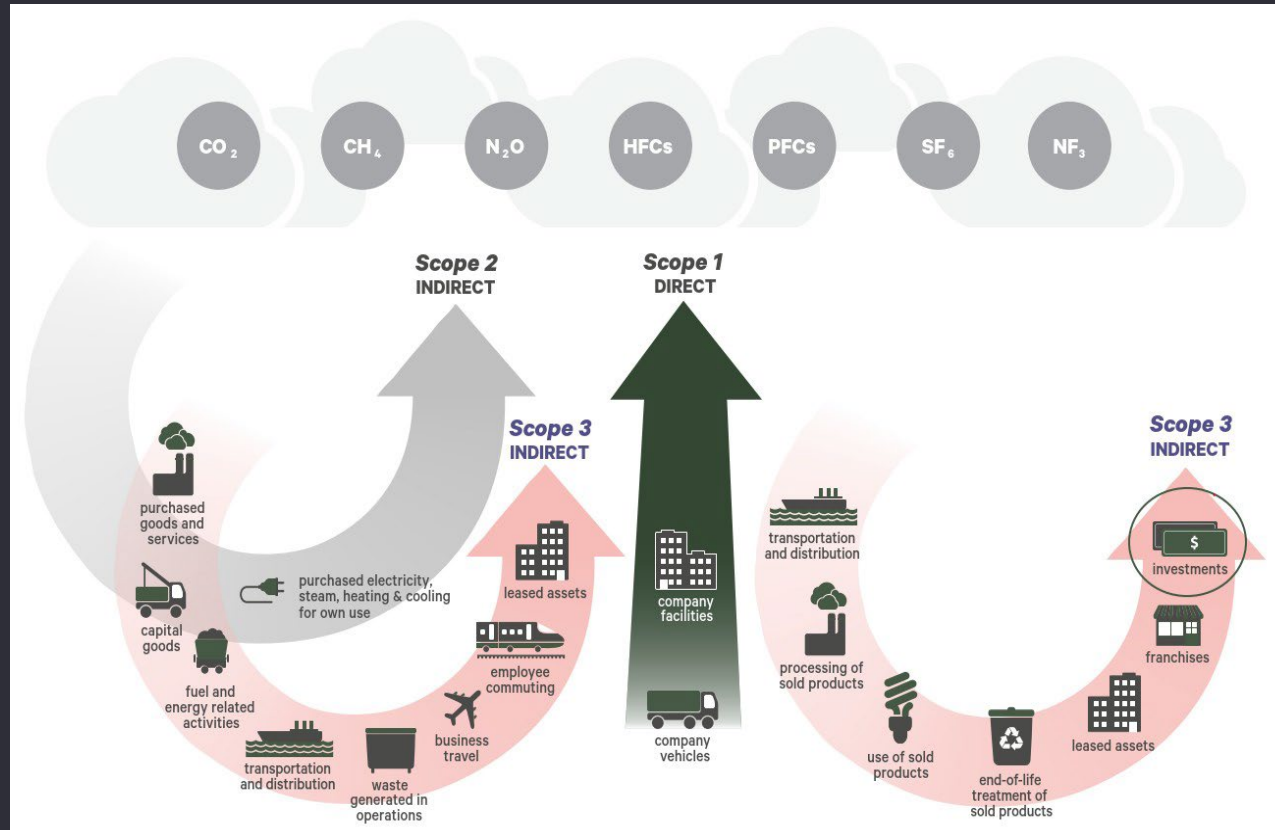 CO₂
CH₄
N₂O
HFCs
PFCs
SF₆
NF₃
Scope 2
INDIRECT
Scope 1
DIRECT
Scope 3
INDIRECT
Scope 3
INDIRECT
purchased
goods and
services
capital
goods
fuel and
energy related
activities
transportation
and distribution
waste
generated in
operations
business
travel
employee
commuting
leased assets
purchased electricity,
steam, heating & cooling
for own use
company
facilities
company
vehicles
transportation
and distribution
processing of
sold products
use of sold
products
end-of-life
treatment of
sold products
leased assets
franchises
$
investments